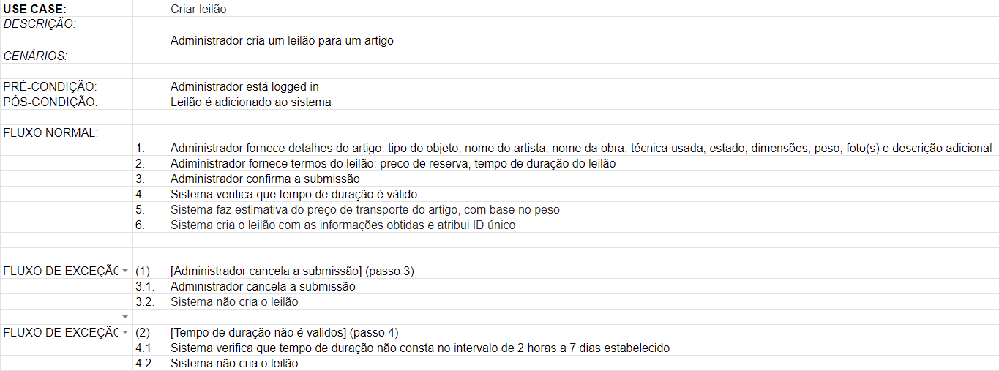 USE CASE: Criar leilão
DESCRIÇÃO:
Administrador cria um leilão para um artigo
CENÁRIOS:
PRÉ-CONDIÇÃO: Administrador está logged in
PÓS-CONDIÇÃO: Leilão é adicionado ao sistema
FLUXO NORMAL:
1. Administrador fornece detalhes do artigo: tipo do objeto, nome do artista, nome da obra, técnica usada, estado, dimensões, peso, foto(s) e descrição adicional
2. Adiministrador fornece termos do leilão: preco de reserva, tempo de duração do leilão
3. Administrador confirma a submissão
4. Sistema verifica que tempo de duração é válido
5. Sistema faz estimativa do preço de transporte do artigo, com base no peso
6. Sistema cria o leilão com as informações obtidas e atribui ID único
FLUXO DE EXCEÇÃO (1) [Administrador cancela a submissão] (passo 3)
3.1. Administrador cancela a submissão
3.2. Sistema não cria o leilão
FLUXO DE EXCEÇÃO (2) [Tempo de duração não é validos] (passo 4)
4.1 Sistema verifica que tempo de duração não consta no intervalo de 2 horas a 7 dias estabelecido
4.2 Sistema não cria o leilão